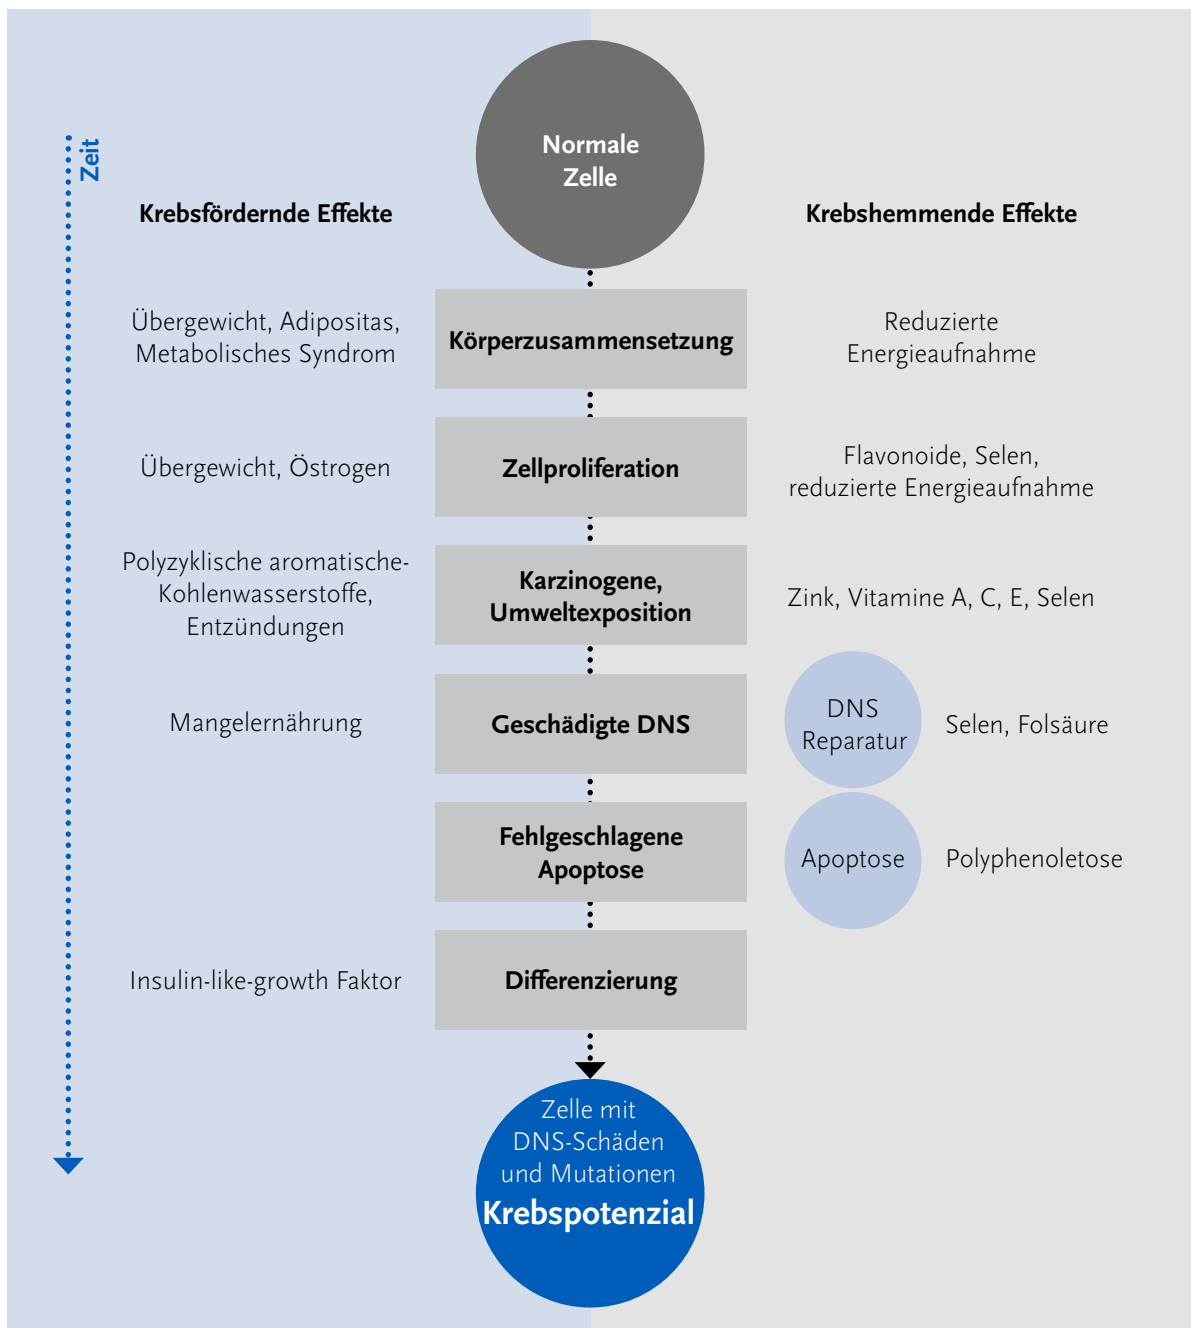 Normale
Zelle
Zeit
Krebsfördernde Effekte
Krebshemmende Effekte
Übergewicht, Adipositas,
Metabolisches Syndrom
Körperzusammensetzung
Reduzierte
Energieaufnahme
Übergewicht, Östrogen
Zellproliferation
Flavonoide, Selen,
reduzierte Energieaufnahme
Polyzyklische aromatische-
Kohlenwasserstoffe,
Entzündungen
Karzinogene,
Umweltexposition
Zink, Vitamine A, C, E, Selen
Mangelernährung
Geschädigte DNS
DNS
Reparatur
Selen, Folsäure
Fehlgeschlagene
Apoptose
Apoptose
Polyphenoletose
Insulin-like-growth Faktor
Differenzierung
Zelle mit
DNS-Schäden
und Mutationen
Krebspotenzial